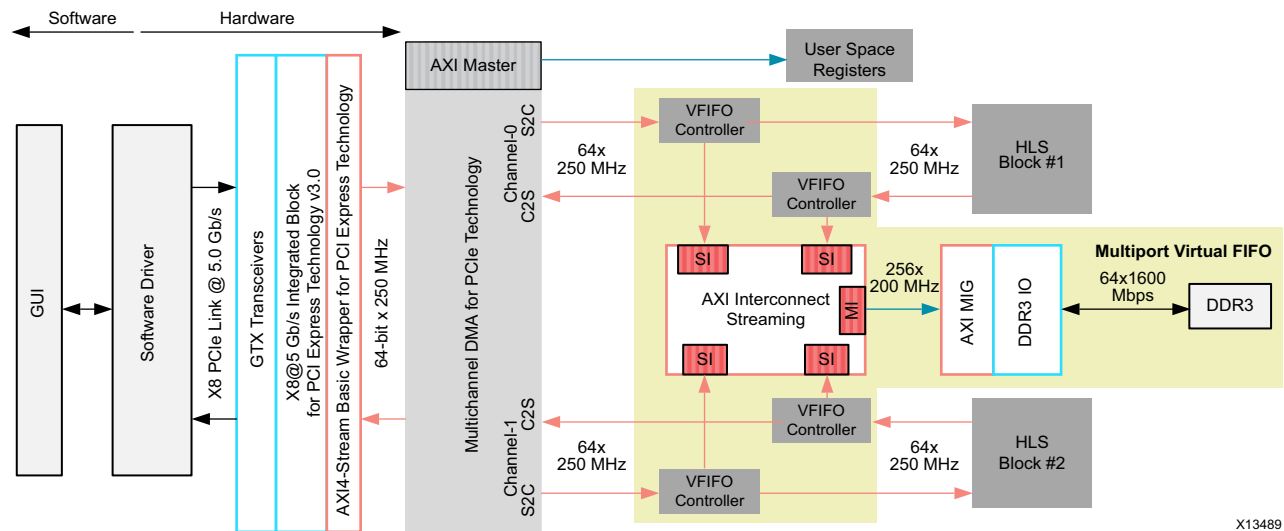 Software
Hardware
GUI
Software Driver
X8 PCIe Link @ 5.0 Gb/s
GTX Transceivers
X8@5 Gb/s Integrated Block
for PCI Express Technology v3.0
AXI4-Stream Basic Wrapper for PCI Express Technology
64-bit x 250 MHz
AXI Master
Multichannel DMA for PCIe Technology
Channel-0
S2C
C2S
Channel-1
C2S
S2C
User Space
Registers
64x
250 MHz
VFIFO
Controller
VFIFO
Controller
64x
250 MHz
HLS
Block #1
SI
SI
AXI Interconnect
Streaming
MI
SI
SI
256x
200 MHz
AXI MIG
DDR3 IO
Multiport Virtual FIFO
64x1600
Mbps
DDR3
64x
250 MHz
VFIFO
Controller
VFIFO
Controller
64x
250 MHz
HLS
Block #2
X13489